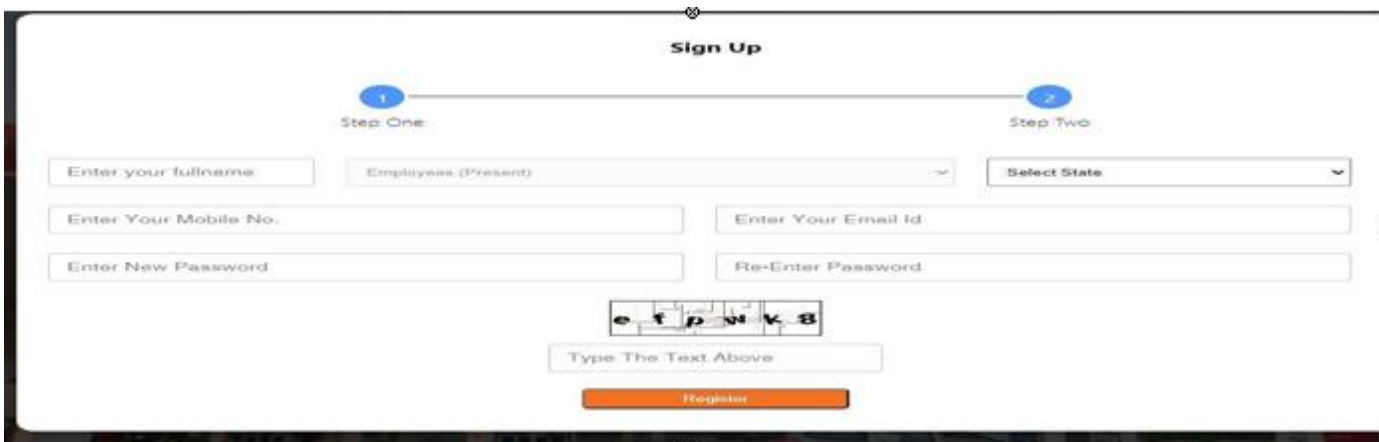 Sign Up
1 2
Step One Step Two
Enter your fullname Employees (Present) Select State
Enter Your Mobile No. Enter Your Email Id
Enter New Password Re-Enter Password
e f p w k 8
Type The Text Above
Register